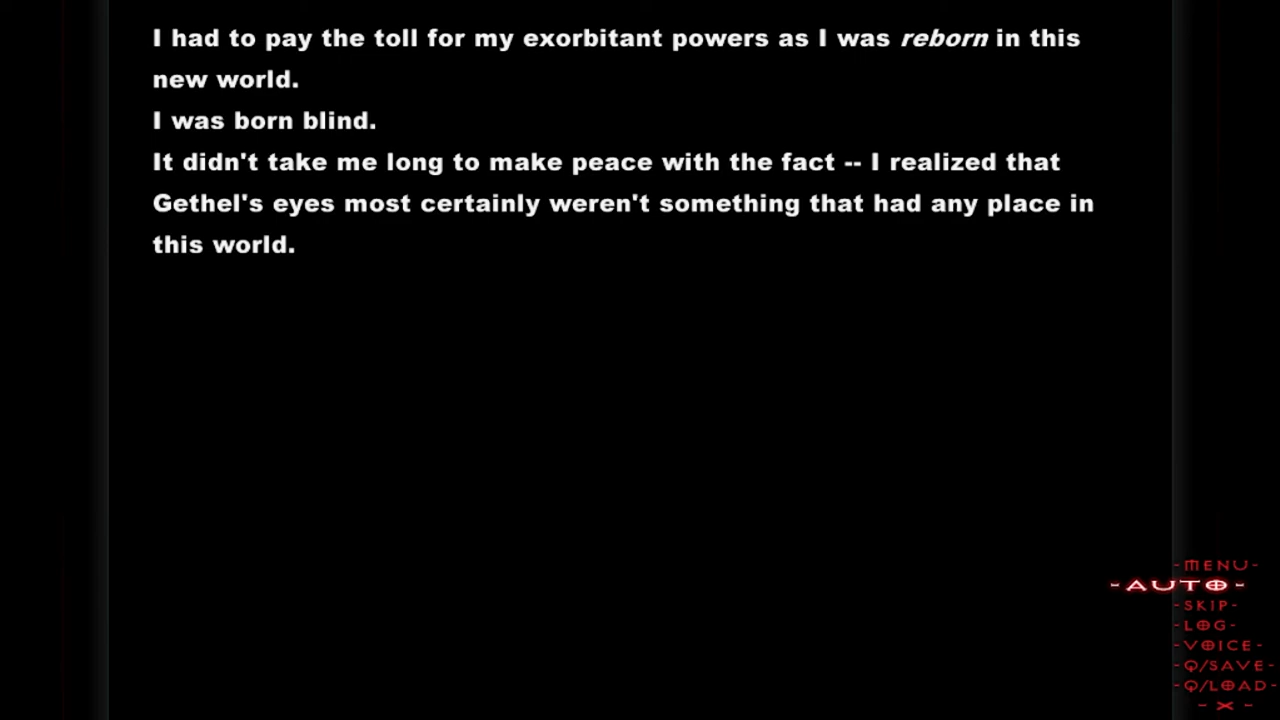 I had to pay the toll for my exorbitant powers as I was reborn in this
new world.
I was born blind.
It didn't take me long to make peace with the fact -- I realized that
Gethel's eyes most certainly weren't something that had any place in
this world.
-MENU-
-AUTO-
-SKIP-
-LOG-
-VOICE-
-Q/SAVE-
-Q/LOAD-
-X-